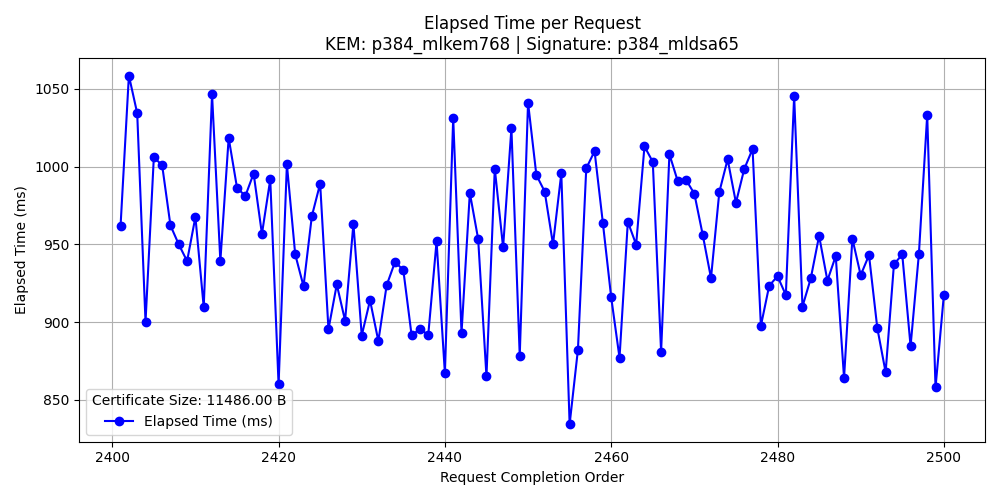 Elapsed Time per Request
KEM: p384_mlkem768 | Signature: p384_mldsa65
Elapsed Time (ms)
1050
1000
950
900
850
Certificate Size: 11486.00 B
Elapsed Time (ms)
2400 2420 2440 2460 2480 2500
Request Completion Order